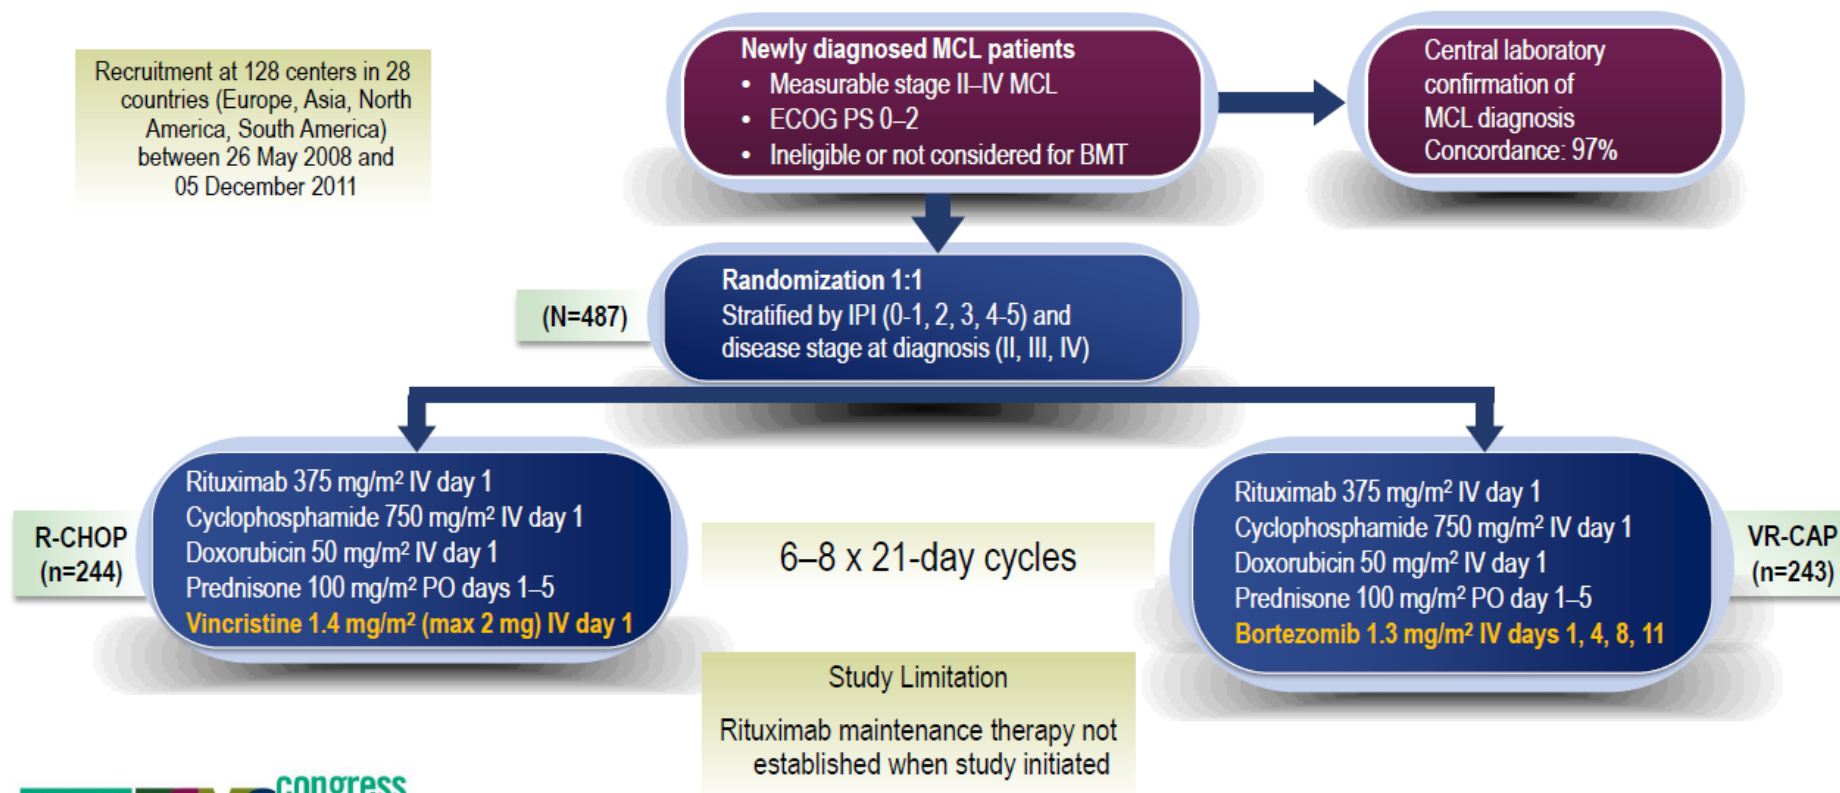 Recruitment at 128 centers in 28
countries (Europe, Asia, North
America, South America)
between 26 May 2008 and
05 December 2011
Newly diagnosed MCL patients
• Measurable stage II–IV MCL
• ECOG PS 0–2
• Ineligible or not considered for BMT
Central laboratory
confirmation of
MCL diagnosis
Concordance: 97%
(N=487)
Randomization 1:1
Stratified by IPI (0-1, 2, 3, 4-5) and
disease stage at diagnosis (II, III, IV)
R-CHOP
(n=244)
Rituximab 375 mg/m² IV day 1
Cyclophosphamide 750 mg/m² IV day 1
Doxorubicin 50 mg/m² IV day 1
Prednisone 100 mg/m² PO days 1–5
Vincristine 1.4 mg/m² (max 2 mg) IV day 1
6–8 x 21-day cycles
Rituximab 375 mg/m² IV day 1
Cyclophosphamide 750 mg/m² IV day 1
Doxorubicin 50 mg/m² IV day 1
Prednisone 100 mg/m² PO day 1–5
Bortezomib 1.3 mg/m² IV days 1, 4, 8, 11
VR-CAP
(n=243)
Study Limitation
Rituximab maintenance therapy not
established when study initiated
congress